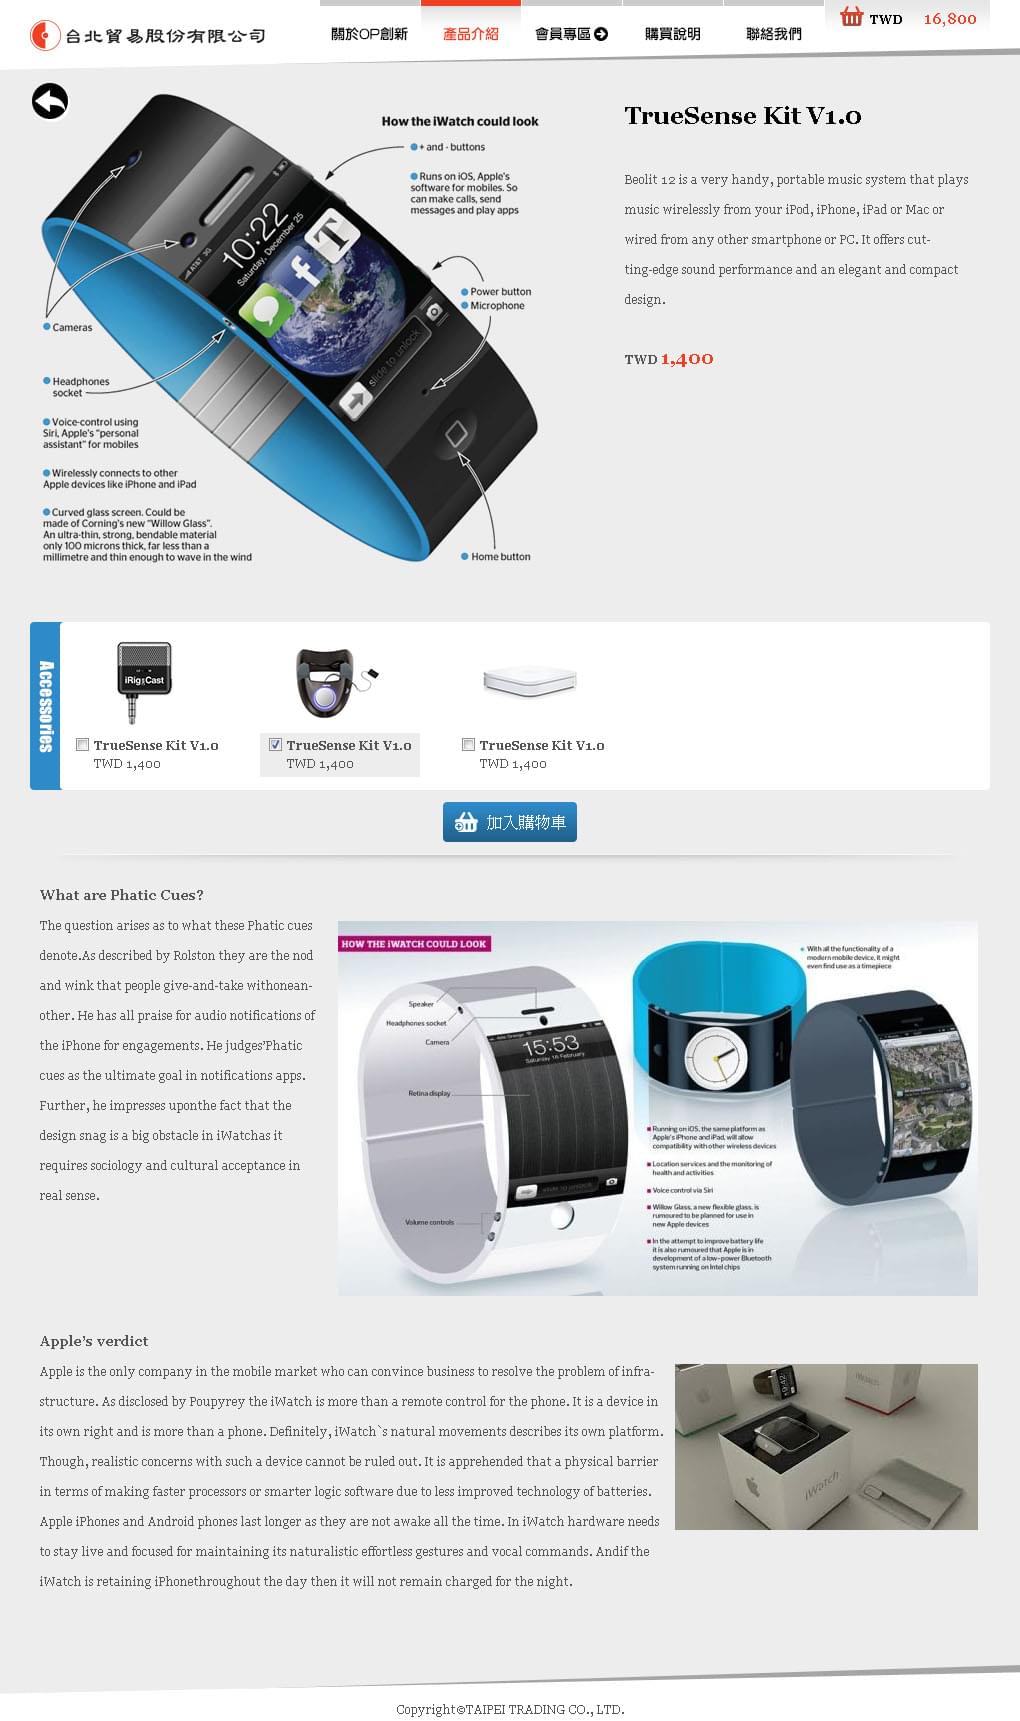 台北貿易股份有限公司
關於OP創新
產品介紹
會員專區
購買說明
聯絡我們
TWD 16,800
How the iWatch could look
+ and - buttons
Runs on iOS, Apple's
software for mobiles. So
can make calls, send
messages and play apps
AT&T 3G
10:22
Saturday, December 25
T
f
slide to unlock
Power button
Microphone
Cameras
Headphones
socket
Voice-control using
Siri, Apple's "personal
assistant" for mobiles
Wirelessly connects to other
Apple devices like iPhone and iPad
Curved glass screen. Could be
made of Corning's new "Willow Glass".
An ultra-thin, strong, bendable material
only 100 microns thick, far less than a
millimetre and thin enough to wave in the wind
Home button
TrueSense Kit V1.0
Beolit 12 is a very handy, portable music system that plays
music wirelessly from your iPod, iPhone, iPad or Mac or
wired from any other smartphone or PC. It offers cut-
ting-edge sound performance and an elegant and compact
design.
TWD 1,400
Accessories
iRig Cast
TrueSense Kit V1.0
TWD 1,400
TrueSense Kit V1.0
TWD 1,400
TrueSense Kit V1.0
TWD 1,400
加入購物車
What are Phatic Cues?
The question arises as to what these Phatic cues
denote.As described by Rolston they are the nod
and wink that people give-and-take withonean-
other. He has all praise for audio notifications of
the iPhone for engagements. He judges'Phatic
cues as the ultimate goal in notifications apps.
Further, he impresses uponthe fact that the
design snag is a big obstacle in iWatchas it
requires sociology and cultural acceptance in
real sense.
HOW THE iWATCH COULD LOOK
Speaker
Headphones socket
Camera
Retina display
Volume controls
15:53
Saturday 16 February
slide to unlock
With all the functionality of a
modern mobile device, it might
even find use as a timepiece
Running on iOS, the same platform as
Apple's iPhone and iPad, will allow
compatibility with other wireless devices
Location services and the monitoring of
health and activities
Voice control via Siri
Willow Glass, a new flexible glass, is
rumoured to be planned for use in
new Apple devices
In the attempt to improve battery life
it is also rumoured that Apple is in
development of a low-power Bluetooth
system running on Intel chips
Apple's verdict
Apple is the only company in the mobile market who can convince business to resolve the problem of infra-
structure. As disclosed by Poupyrey the iWatch is more than a remote control for the phone. It is a device in
its own right and is more than a phone. Definitely, iWatch`s natural movements describes its own platform.
Though, realistic concerns with such a device cannot be ruled out. It is apprehended that a physical barrier
in terms of making faster processors or smarter logic software due to less improved technology of batteries.
Apple iPhones and Android phones last longer as they are not awake all the time. In iWatch hardware needs
to stay live and focused for maintaining its naturalistic effortless gestures and vocal commands. Andif the
iWatch is retaining iPhonethroughout the day then it will not remain charged for the night.
iWatch
iWatch
Copyright©TAIPEI TRADING CO., LTD.